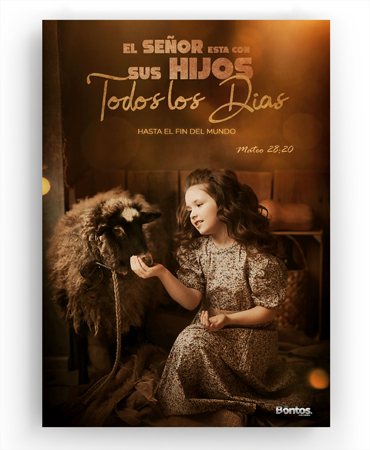 EL SEÑOR ESTA CON
SUS HIJOS
Todos los Dias
HASTA EL FIN DEL MUNDO
Mateo 28:20
Bontos.